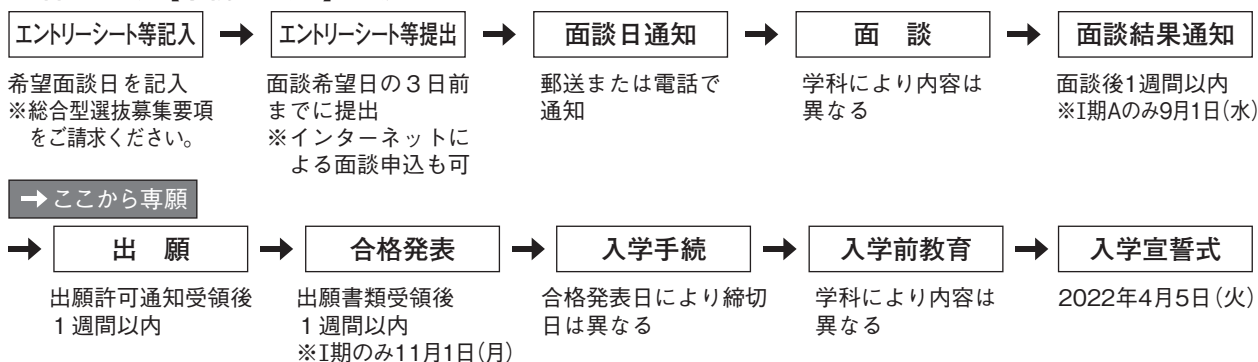 エントリーシート等記入 → エントリーシート等提出 → 面談日通知 → 面　談 → 面談結果通知
希望面談日を記入
※総合型選抜募集要項
をご請求ください。
面談希望日の３日前
までに提出
※インターネットに
よる面談申込も可
郵送または電話で
通知
学科により内容は
異なる
面談後1週間以内
※Ⅰ期Aのみ9月1日(水)
→ ここから専願
→ 出　願 → 合格発表 → 入学手続 → 入学前教育 → 入学宣誓式
出願許可通知受領後
１週間以内
出願書類受領後
１週間以内
※Ⅰ期のみ11月1日(月)
合格発表日により締切
日は異なる
学科により内容は
異なる
2022年4月5日(火)